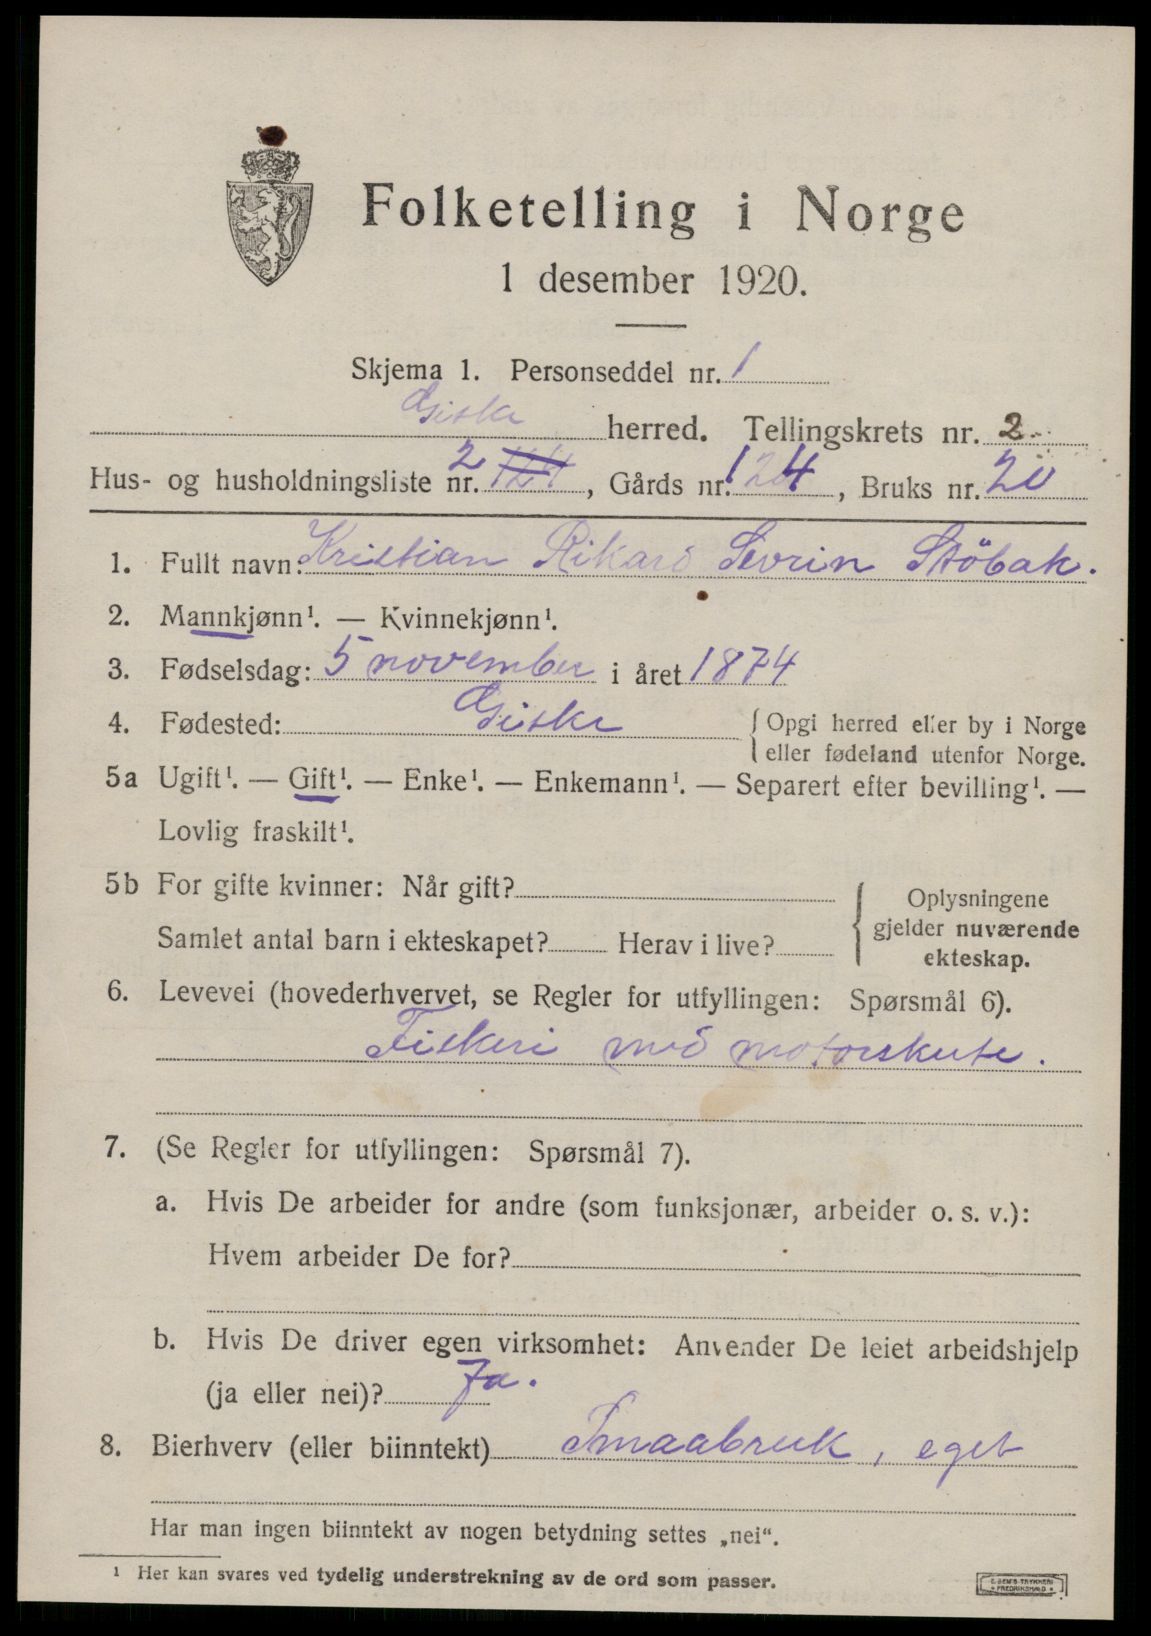 Folketelling i Norge
1 desember 1920.
Skjema 1. Personseddel nr. 1
Giske herred. Tellingskrets nr. 2
Hus- og husholdningsliste nr. 2 124, Gårds nr. 124, Bruks nr. 20
1. Fullt navn: Kristian Rikard Sevrin Støbak.
2. Mannkjønn¹. — Kvinnekjønn¹.
3. Fødselsdag: 5 november i året 1874
4. Fødested: Giske {Opgi herred eller by i Norge
eller fødeland utenfor Norge.
5a Ugift¹. — Gift¹. — Enke¹. — Enkemann¹. — Separert efter bevilling¹. —
Lovlig fraskilt¹.
5b For gifte kvinner: Når gift? Oplysningene
gjelder nuværende
Samlet antal barn i ekteskapet? Herav i live?
ekteskap.
6. Levevei (hovederhvervet, se Regler for utfyllingen: Spørsmål 6).
Fiskeri med motorskute.
7. (Se Regler for utfyllingen: Spørsmål 7).
a. Hvis De arbeider for andre (som funksjonær, arbeider o. s. v.):
Hvem arbeider De for?
b. Hvis De driver egen virksomhet: Anvender De leiet arbeidshjelp
(ja eller nei)? Ja.
8. Bierhverv (eller biinntekt) Smaabruk, eget
Har man ingen biinntekt av nogen betydning settes „nei“.
¹ Her kan svares ved tydelig understrekning av de ord som passer.
E. SEM'S TRYKKERI
FREDRIKSHALD